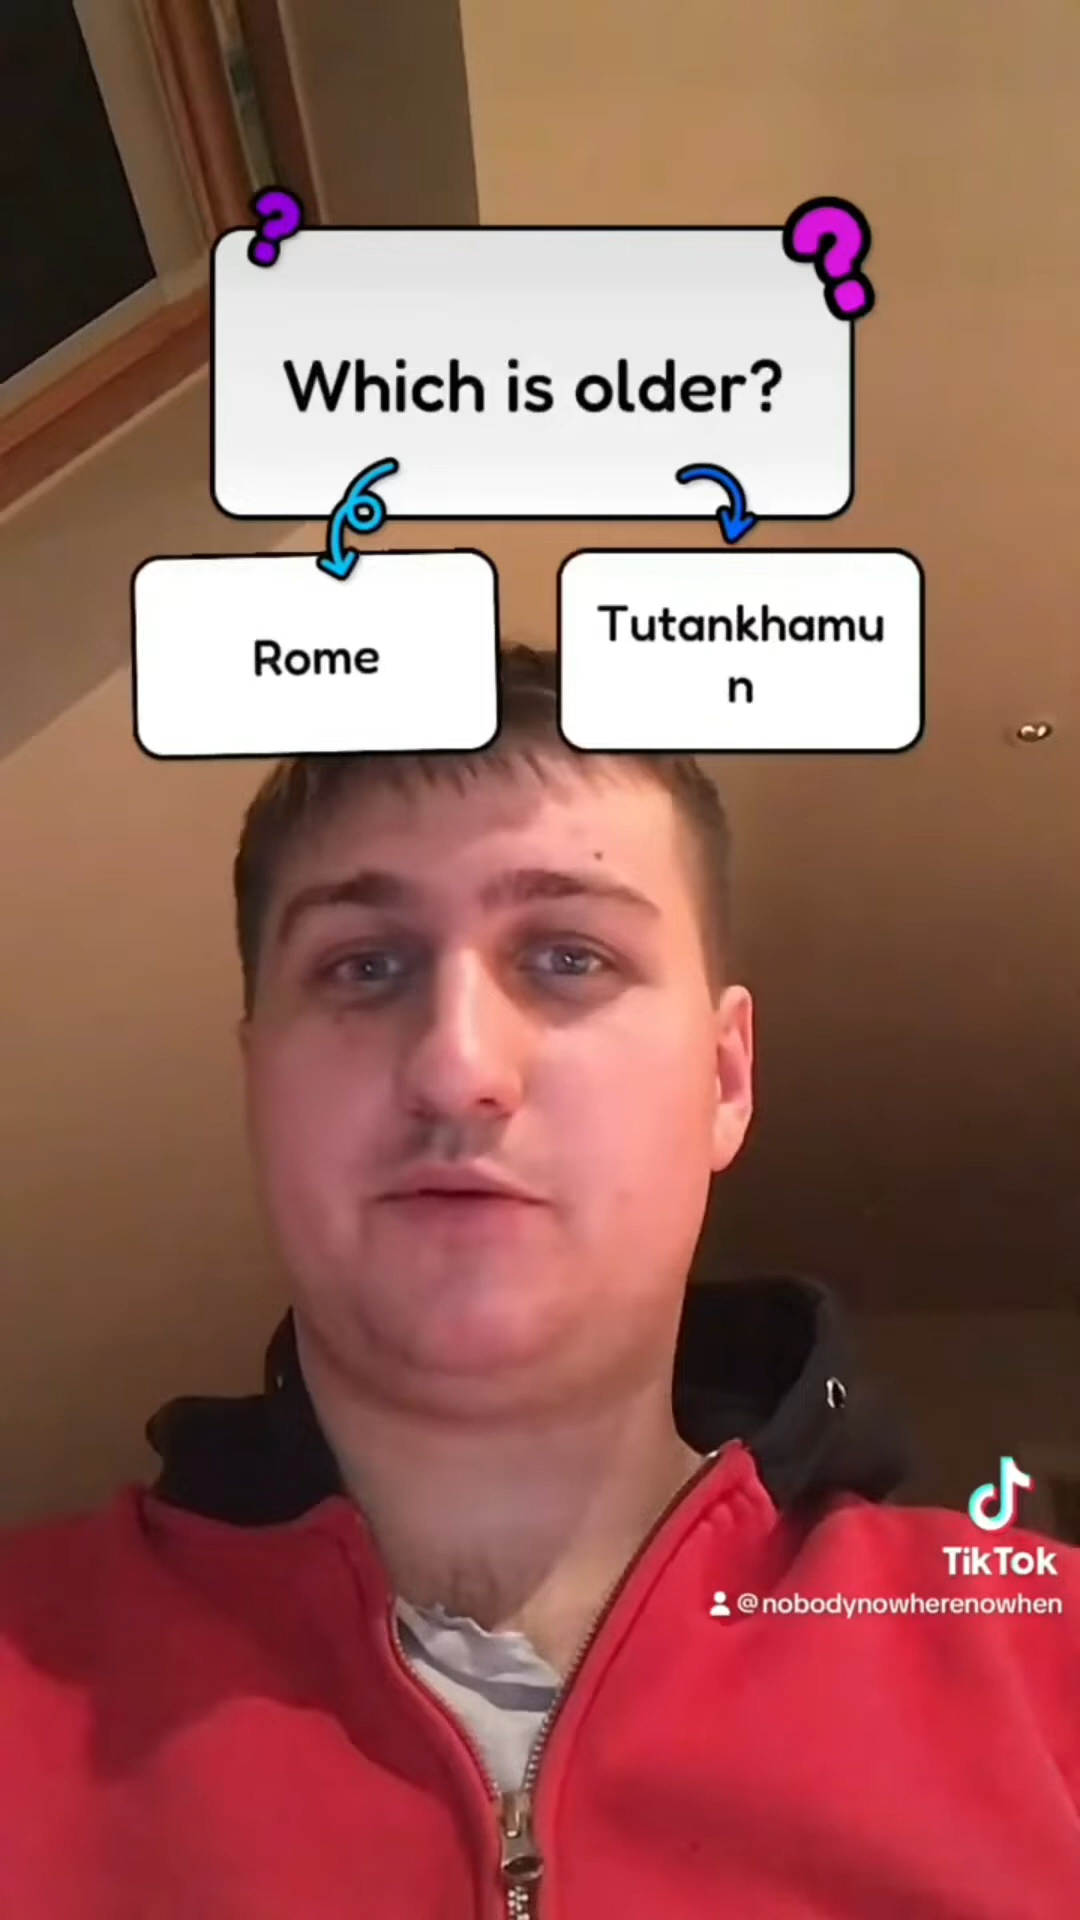 Which is older?
Rome
Tutankhamu
n
TikTok
@nobodynowherenowhen